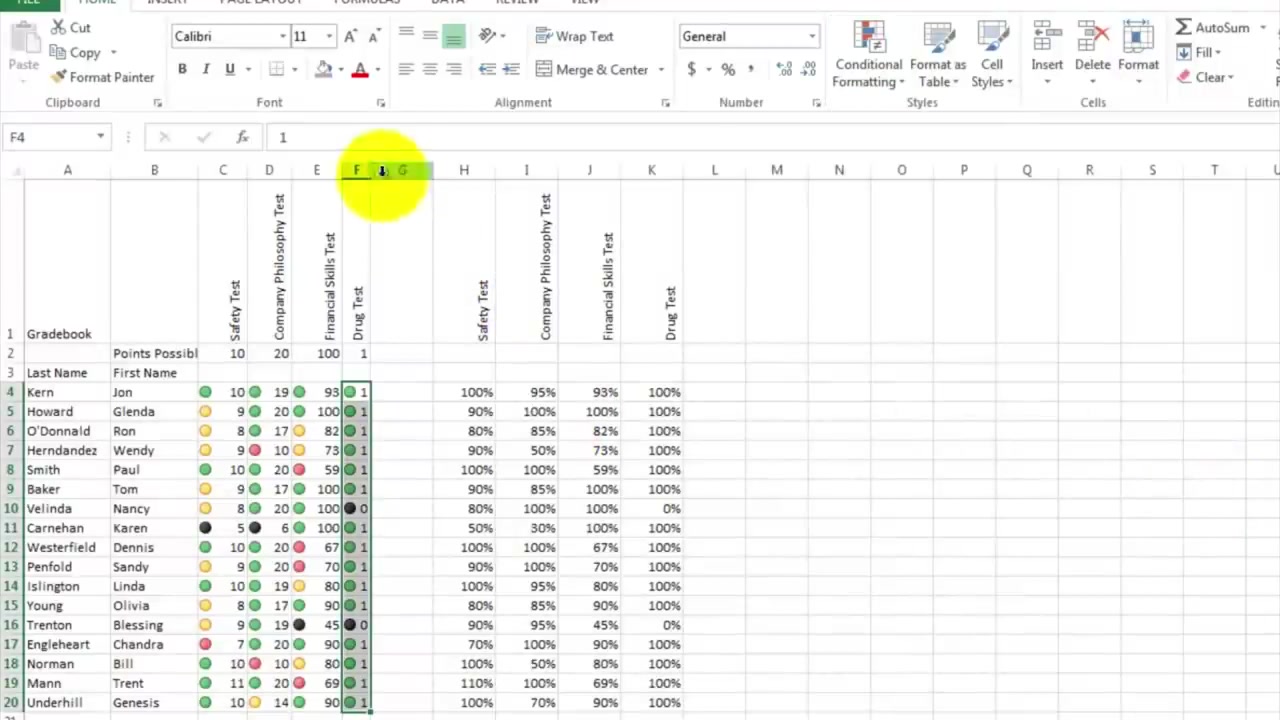 FILE HOME INSERT PAGE LAYOUT FORMULAS DATA REVIEW VIEW
Cut
Copy
Format Painter
Paste
Clipboard
Calibri 11 A A
B I U A
Font
Wrap Text
Merge & Center
Alignment
General
$ % , .0 .00 .00 .0
Number
Conditional Formatting
Format as Table
Cell Styles
Styles
Insert Delete Format
Cells
AutoSum
Fill
Clear
F4 fx 1
A B C D E F G H I J K L M N O P Q R S T
1 Gradebook Safety Test Company Philosophy Test Financial Skills Test Drug Test Safety Test Company Philosophy Test Financial Skills Test Drug Test
2 Points Possibl 10 20 100 1
3 Last Name First Name
4 Kern Jon 10 19 93 1 100% 95% 93% 100%
5 Howard Glenda 9 20 100 1 90% 100% 100% 100%
6 O'Donnald Ron 8 17 82 1 80% 85% 82% 100%
7 Herndandez Wendy 9 10 73 1 90% 50% 73% 100%
8 Smith Paul 10 20 59 1 100% 100% 59% 100%
9 Baker Tom 9 17 100 1 90% 85% 100% 100%
10 Velinda Nancy 8 20 100 0 80% 100% 100% 0%
11 Carnehan Karen 5 6 100 1 50% 30% 100% 100%
12 Westerfield Dennis 10 20 67 1 100% 100% 67% 100%
13 Penfold Sandy 9 20 70 1 90% 100% 70% 100%
14 Islington Linda 10 19 80 1 100% 95% 80% 100%
15 Young Olivia 8 17 90 1 80% 85% 90% 100%
16 Trenton Blessing 9 19 45 0 90% 95% 45% 0%
17 Engleheart Chandra 7 20 90 1 70% 100% 90% 100%
18 Norman Bill 10 10 80 1 100% 50% 80% 100%
19 Mann Trent 11 20 69 1 110% 100% 69% 100%
20 Underhill Genesis 10 14 90 1 100% 70% 90% 100%